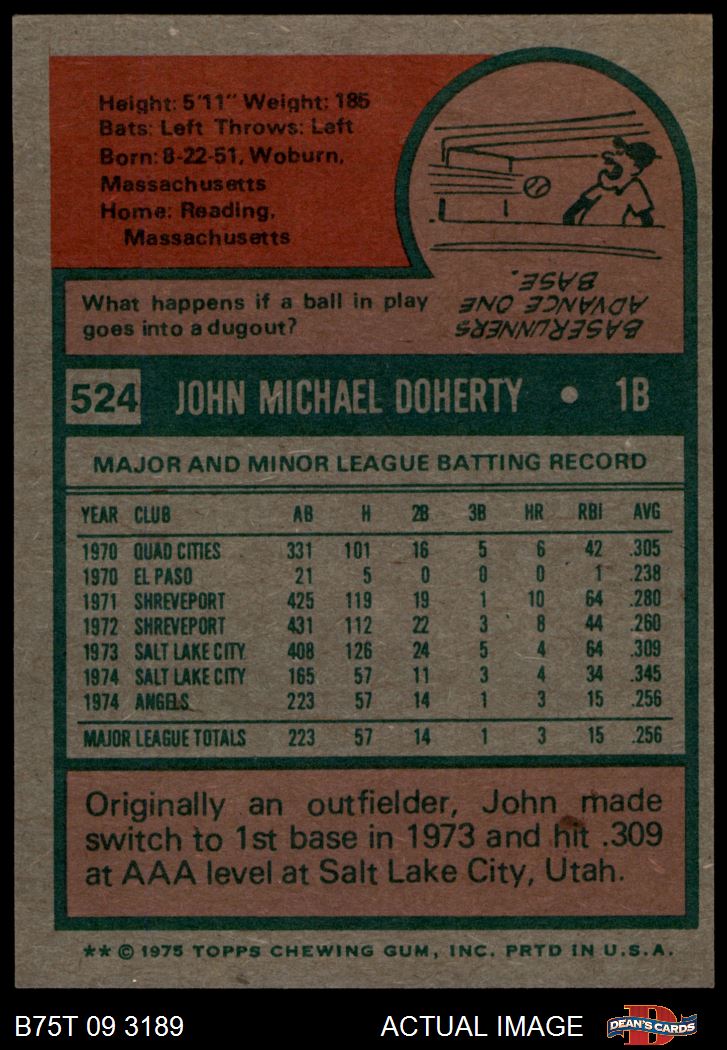 Height: 5'11" Weight: 185
Bats: Left Throws: Left
Born: 8-22-51, Woburn,
Massachusetts
Home: Reading,
Massachusetts
What happens if a ball in play
goes into a dugout?
BASERUNNERS
ADVANCE ONE
BASE.
524 JOHN MICHAEL DOHERTY • 1B
MAJOR AND MINOR LEAGUE BATTING RECORD
YEAR CLUB AB H 2B 3B HR RBI AVG
1970 QUAD CITIES 331 101 16 5 6 42 .305
1970 EL PASO 21 5 0 0 0 1 .238
1971 SHREVEPORT 425 119 19 1 10 64 .280
1972 SHREVEPORT 431 112 22 3 8 44 .260
1973 SALT LAKE CITY 408 126 24 5 4 64 .309
1974 SALT LAKE CITY 165 57 11 3 4 34 .345
1974 ANGELS 223 57 14 1 3 15 .256
MAJOR LEAGUE TOTALS 223 57 14 1 3 15 .256
Originally an outfielder, John made
switch to 1st base in 1973 and hit .309
at AAA level at Salt Lake City, Utah.
** © 1975 TOPPS CHEWING GUM, INC. PRTD IN U.S.A.
B75T 09 3189 ACTUAL IMAGE DEAN'S CARDS